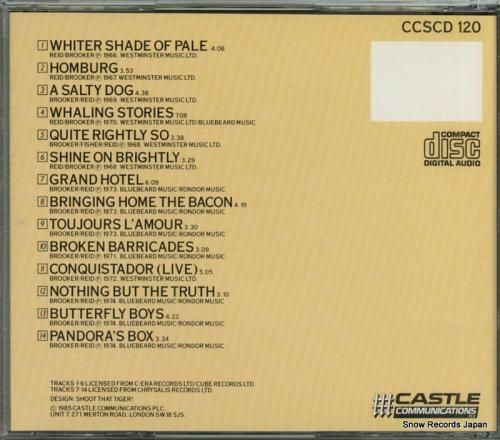 CCSCD 120
1 WHITER SHADE OF PALE 4.08
REID/BROOKER Ⓟ 1966. WESTMINSTER MUSIC LTD.
2 HOMBURG 3.53
REID/BROOKER Ⓟ 1967. WESTMINSTER MUSIC LTD.
3 A SALTY DOG 4.38
BROOKER/REID Ⓟ 1969. WESTMINSTER MUSIC LTD.
4 WHALING STORIES 7.08
BROOKER/REID Ⓟ 1970. WESTMINSTER MUSIC LTD/BLUEBEARD MUSIC
5 QUITE RIGHTLY SO 3.38
BROOKER/FISHER/REID Ⓟ 1968. WESTMINSTER MUSIC LTD.
6 SHINE ON BRIGHTLY 3.29
BROOKER/REID Ⓟ 1968. WESTMINSTER MUSIC LTD.
7 GRAND HOTEL 6.09
BROOKER/REID Ⓟ 1973. BLUEBEARD MUSIC/RONDOR MUSIC
8 BRINGING HOME THE BACON 4.19
BROOKER/REID Ⓟ 1973. BLUEBEARD MUSIC/RONDOR MUSIC
9 TOUJOURS L'AMOUR 3.30
BROOKER/REID Ⓟ 1973. BLUEBEARD MUSIC/RONDOR MUSIC
10 BROKEN BARRICADES 3.09
BROOKER/REID Ⓟ 1971. BLUEBEARD MUSIC/RONDOR MUSIC
11 CONQUISTADOR (LIVE) 5.05
BROOKER/REID Ⓟ 1972. WESTMINSTER MUSIC LTD.
12 NOTHING BUT THE TRUTH 3.10
BROOKER/REID Ⓟ 1974. BLUEBEARD MUSIC/RONDOR MUSIC
13 BUTTERFLY BOYS 4.22
BROOKER/REID Ⓟ 1974. BLUEBEARD MUSIC/RONDOR MUSIC
14 PANDORA'S BOX 3.34
BROOKER/REID Ⓟ 1974. BLUEBEARD MUSIC/RONDOR MUSIC
COMPACT
disc
DIGITAL AUDIO
TRACKS 1-6 LICENSED FROM C-ERA RECORDS LTD CUBE RECORDS LTD.
TRACKS 7-14 LICENSED FROM CHRYSALIS RECORDS LTD.
DESIGN: SHOOT THAT TIGER!
© 1985 CASTLE COMMUNICATIONS PLC.
UNIT 7 271 MERTON ROAD. LONDON SW18 5JS.
CASTLE
COMMUNICATIONS
Snow Records Japan